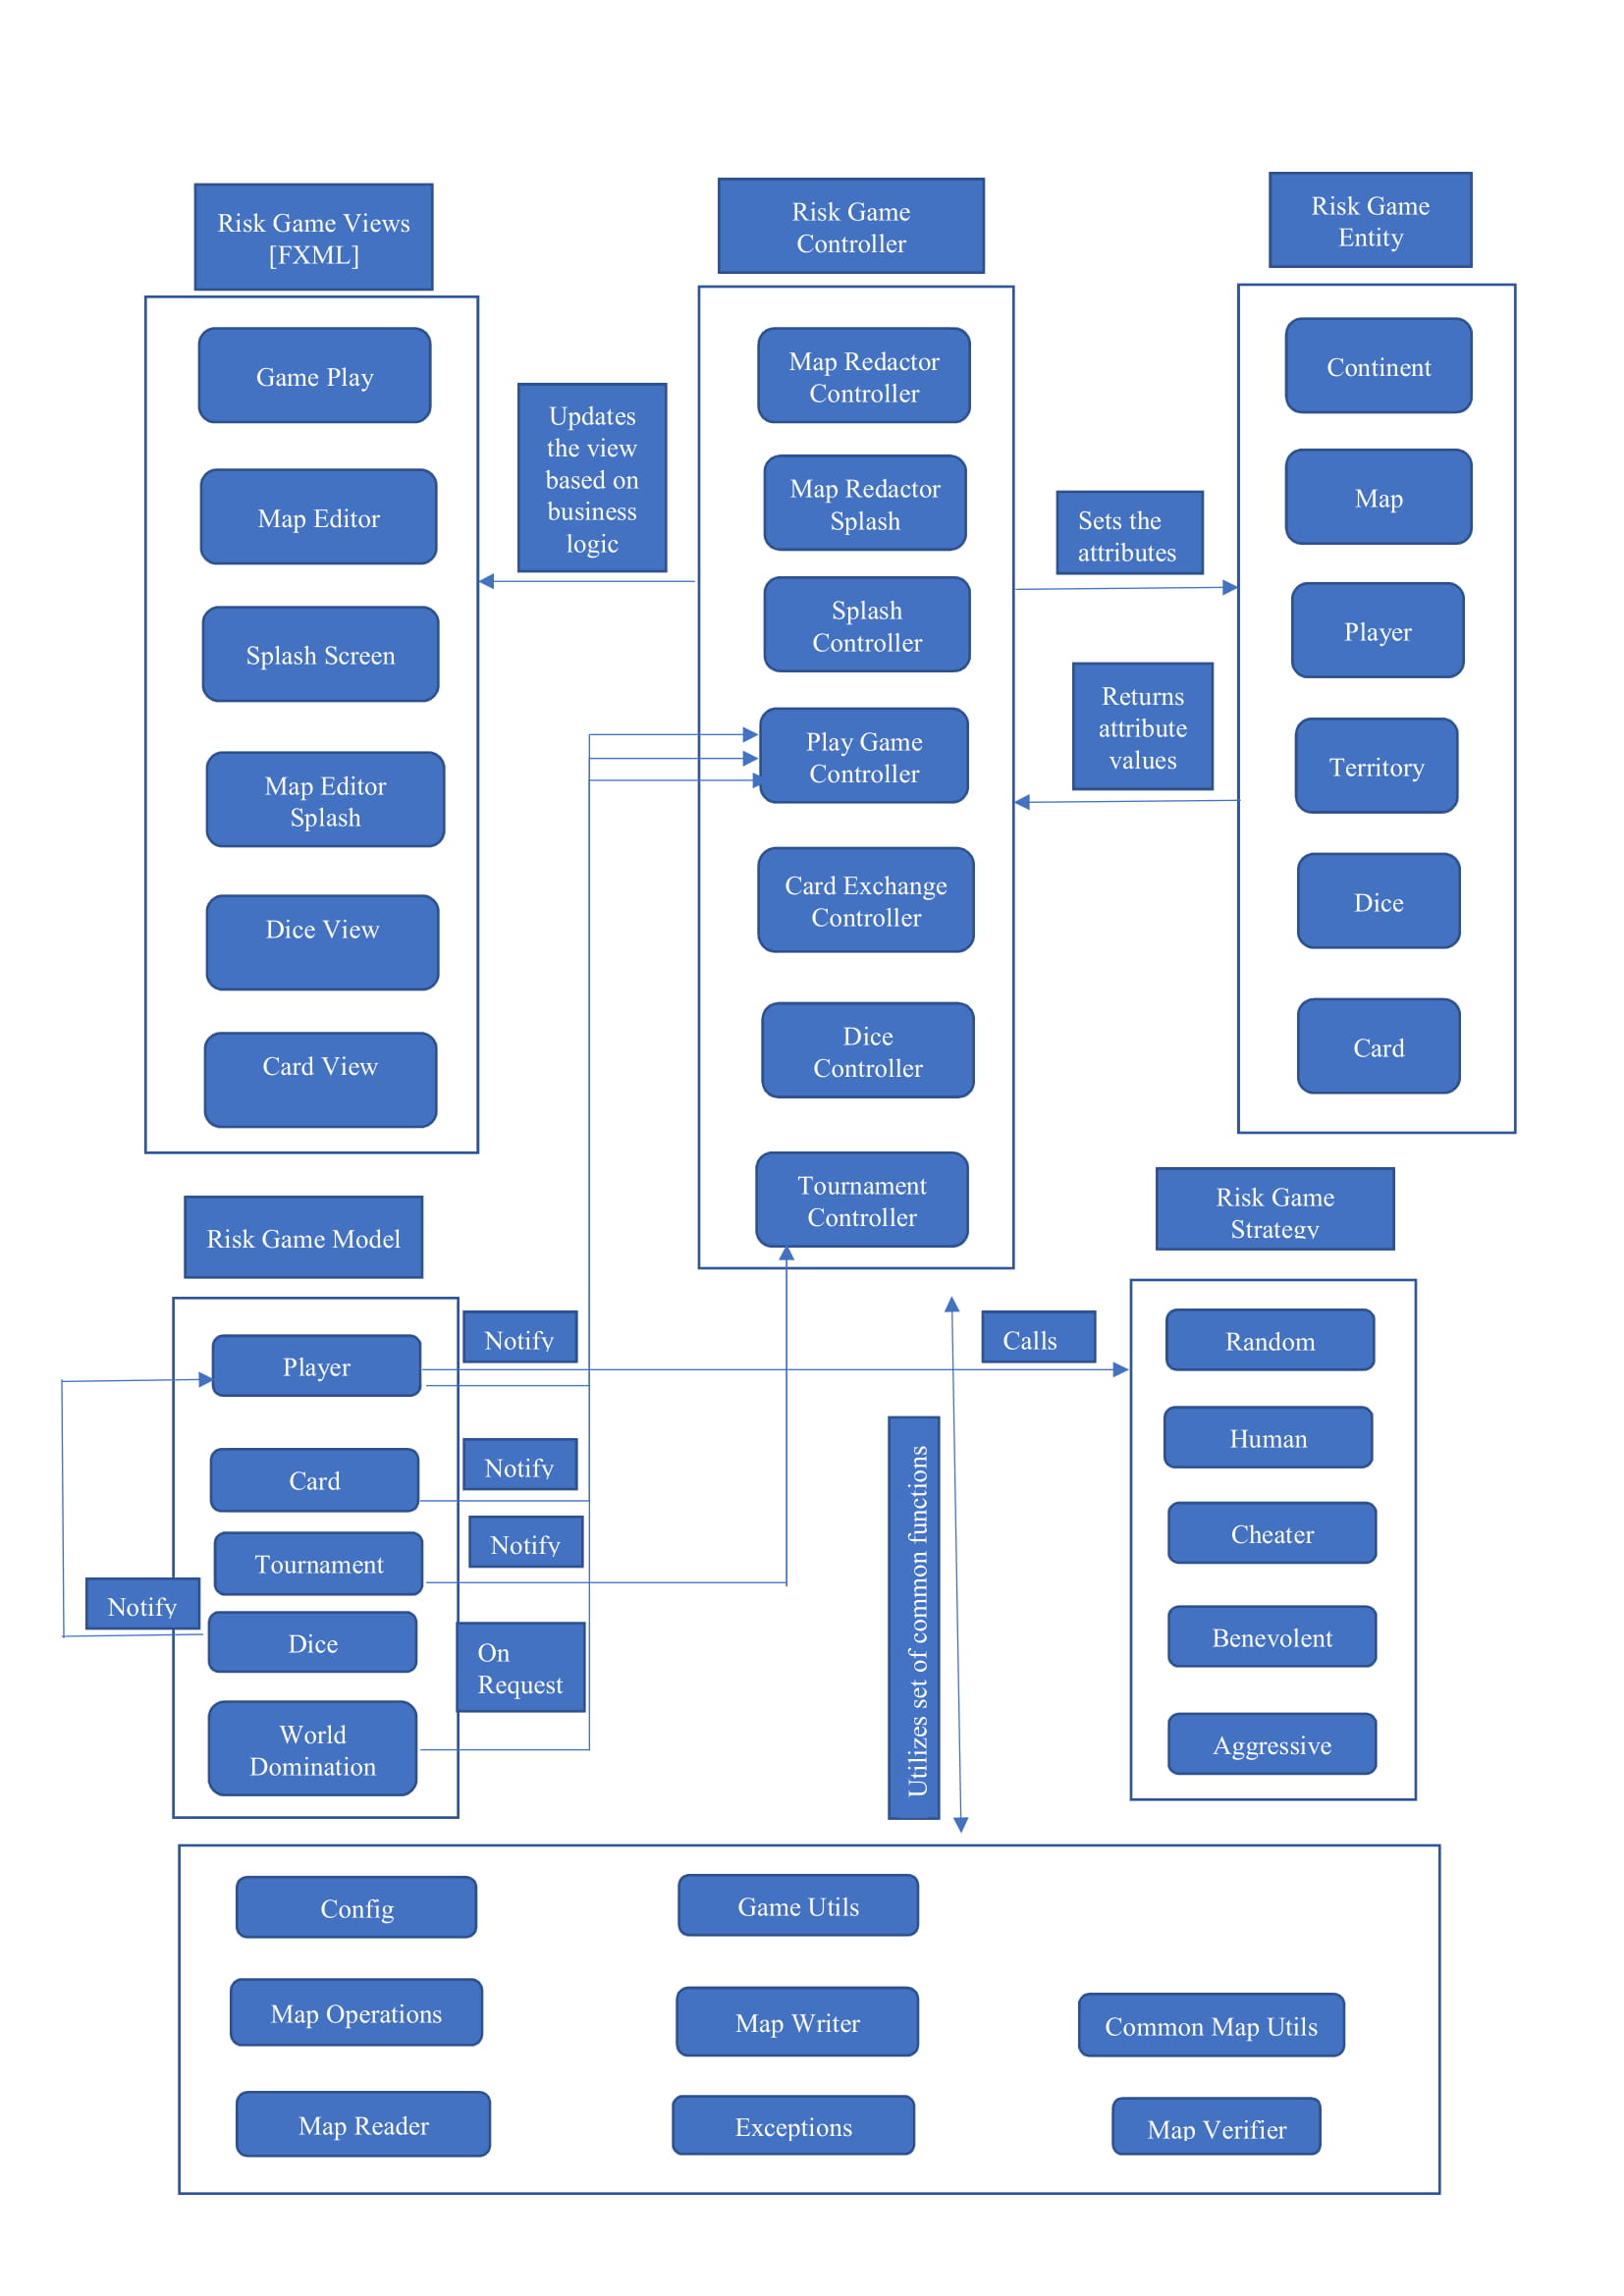 Risk Game Views
[FXML]
Game Play
Map Editor
Splash Screen
Map Editor
Splash
Dice View
Card View
Updates
the view
based on
business
logic
Risk Game
Controller
Map Redactor
Controller
Map Redactor
Splash
Splash
Controller
Play Game
Controller
Card Exchange
Controller
Dice
Controller
Tournament
Controller
Sets the
attributes
Returns
attribute
values
Risk Game
Entity
Continent
Map
Player
Territory
Dice
Card
Risk Game Model
Player
Card
Tournament
Dice
World
Domination
Notify
Notify
Notify
Notify
On
Request
Calls
Utilizes set of common functions
Risk Game
Strategy
Random
Human
Cheater
Benevolent
Aggressive
Config
Game Utils
Map Operations
Map Writer
Common Map Utils
Map Reader
Exceptions
Map Verifier